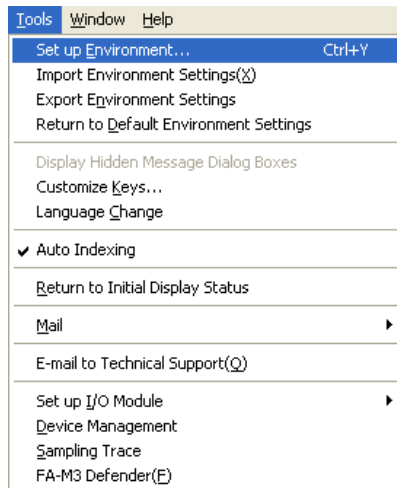 Tools Window Help
Set up Environment... Ctrl+Y
Import Environment Settings(X)
Export Environment Settings
Return to Default Environment Settings
Display Hidden Message Dialog Boxes
Customize Keys...
Language Change
Auto Indexing
Return to Initial Display Status
Mail
E-mail to Technical Support(Q)
Set up I/O Module
Device Management
Sampling Trace
FA-M3 Defender(F)